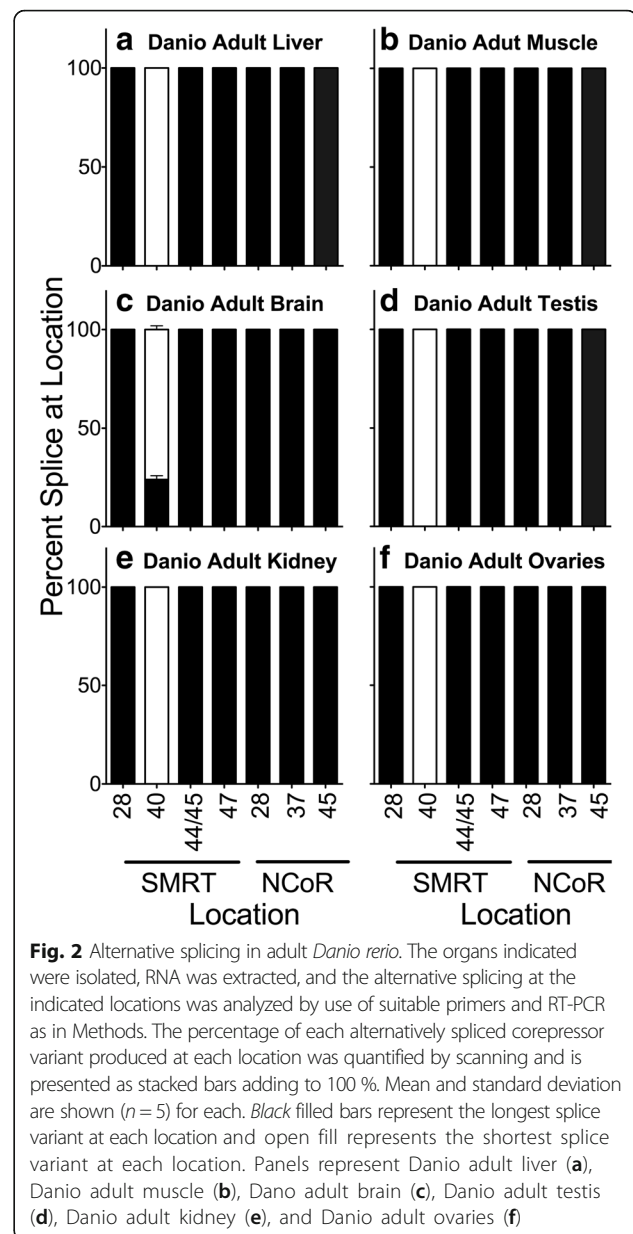 a Danio Adult Liver
b Danio Adut Muscle
100
50
0
c Danio Adult Brain
d Danio Adult Testis
100
50
0
e Danio Adult Kidney
f Danio Adult Ovaries
100
50
0
Percent Splice at Location
28 40 44/45 47 28 37 45
28 40 44/45 47 28 37 45
SMRT NCoR
SMRT NCoR
Location
Location
Fig. 2 Alternative splicing in adult Danio rerio. The organs indicated
were isolated, RNA was extracted, and the alternative splicing at the
indicated locations was analyzed by use of suitable primers and RT-PCR
as in Methods. The percentage of each alternatively spliced corepressor
variant produced at each location was quantified by scanning and is
presented as stacked bars adding to 100 %. Mean and standard deviation
are shown (n = 5) for each. Black filled bars represent the longest splice
variant at each location and open fill represents the shortest splice
variant at each location. Panels represent Danio adult liver (a),
Danio adult muscle (b), Dano adult brain (c), Danio adult testis
(d), Danio adult kidney (e), and Danio adult ovaries (f)